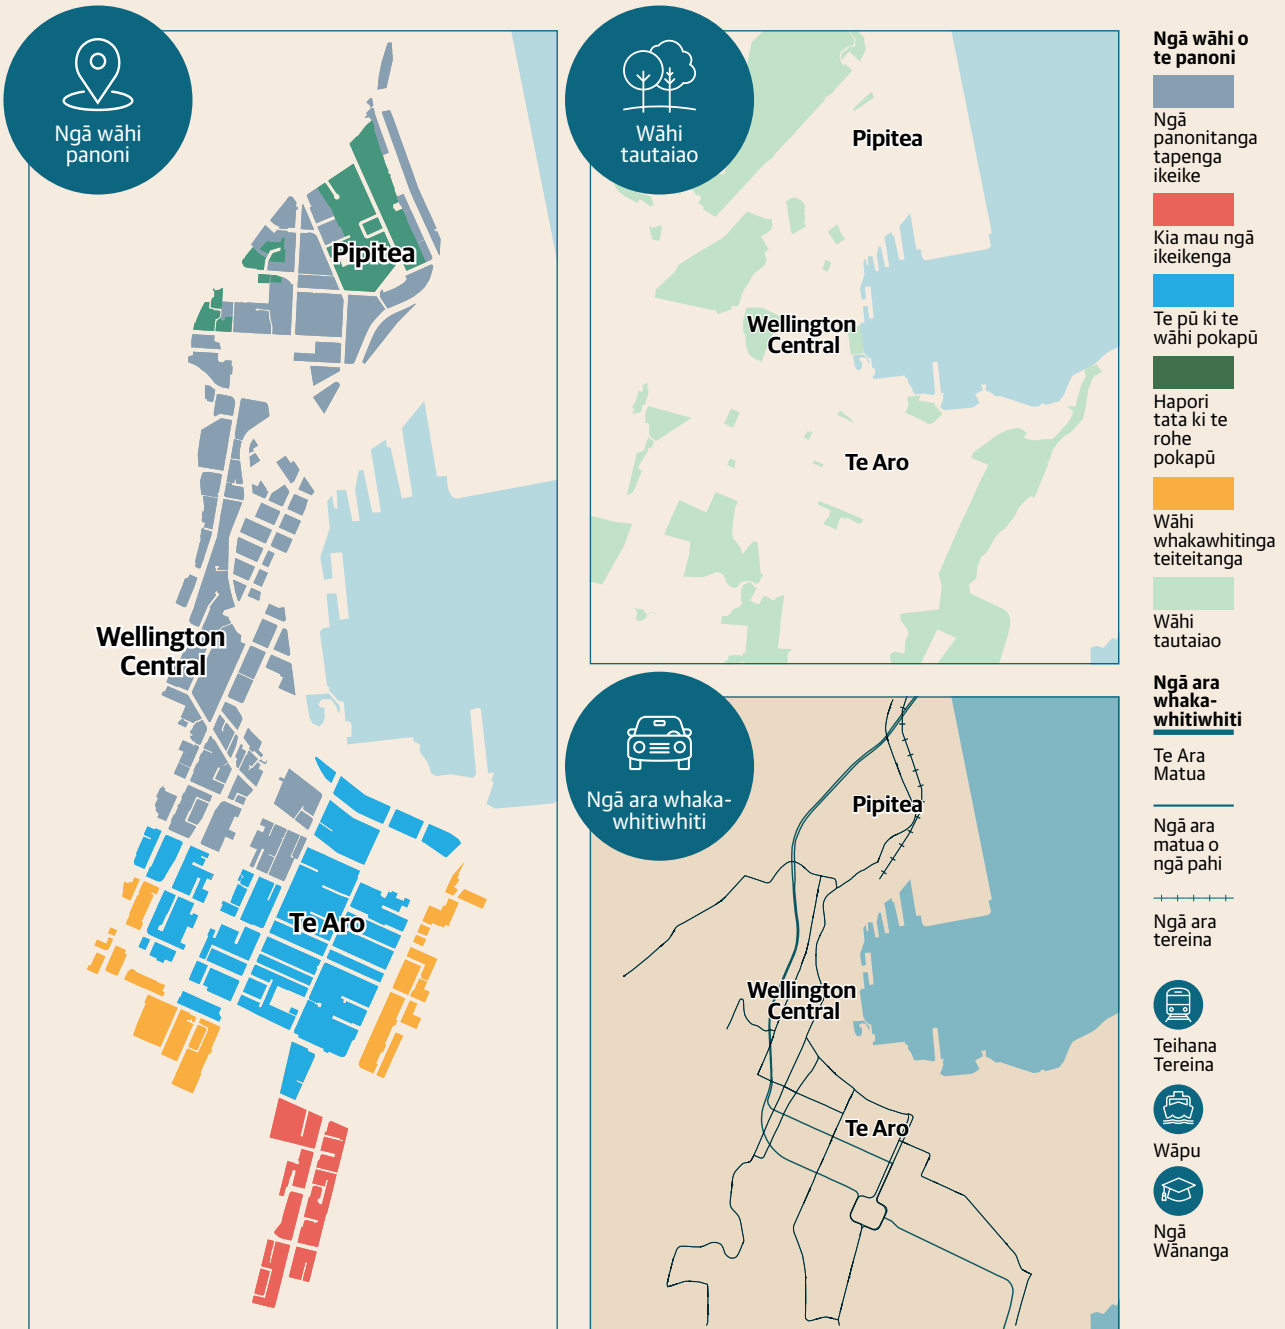 Ngā wāhi
panoni
Pipitea
Wellington
Central
Te Aro
Wāhi
tautaiao
Pipitea
Wellington
Central
Te Aro
Ngā ara whaka-
whitiwhiti
Pipitea
Wellington
Central
Te Aro
Ngā wāhi o
te panoni
Ngā
panonitanga
tapenga
ikeike
Kia mau ngā
ikeikenga
Te pū ki te
wāhi pokapū
Hapori
tata ki te
rohe
pokapū
Wāhi
whakawhitinga
teiteitanga
Wāhi
tautaiao
Ngā ara
whaka-
whitiwhiti
Te Ara
Matua
Ngā ara
matua o
ngā pahi
Ngā ara
tereina
Teihana
Tereina
Wāpu
Ngā
Wānanga